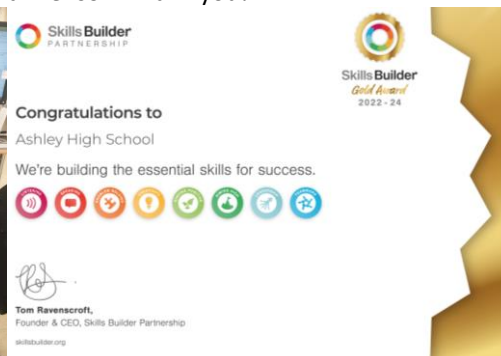 Skills Builder
PARTNERSHIP
Skills Builder
Gold Award
2022 - 24
Congratulations to
Ashley High School
We're building the essential skills for success.
Tom Ravenscroft,
Founder & CEO, Skills Builder Partnership
skillsbuilder.org